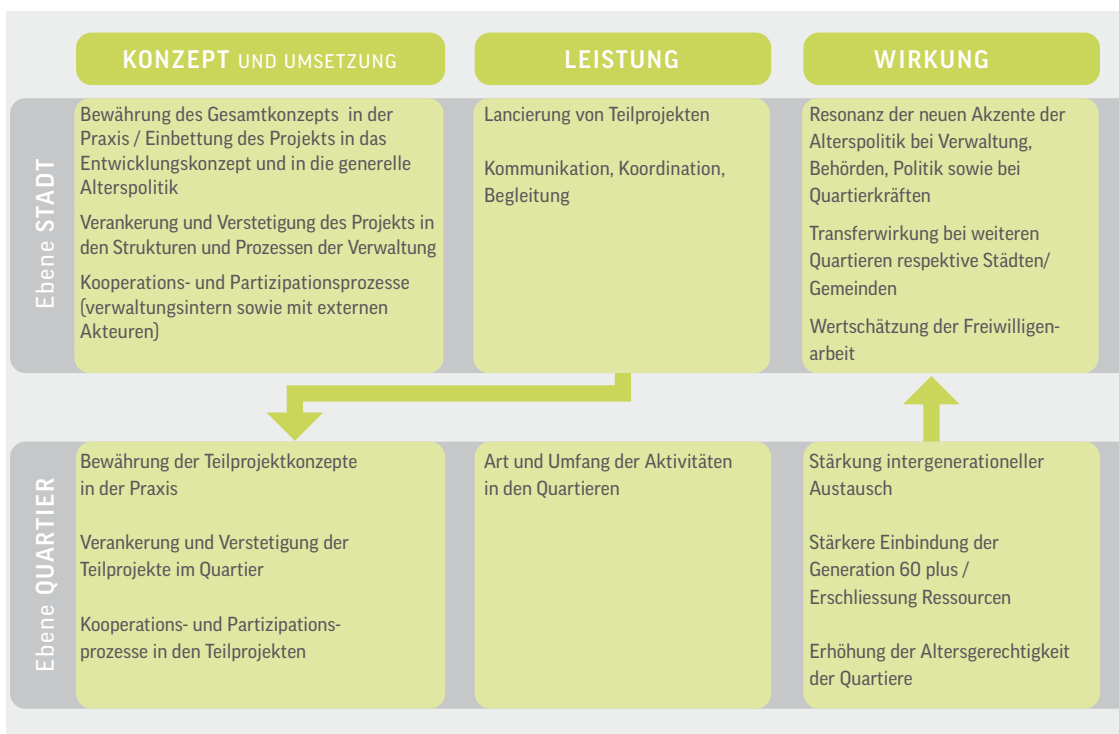 KONZEPT UND UMSETZUNG
LEISTUNG
WIRKUNG
Ebene STADT
Bewährung des Gesamtkonzepts in der
Praxis / Einbettung des Projekts in das
Entwicklungskonzept und in die generelle
Alterspolitik
Verankerung und Verstetigung des Projekts in
den Strukturen und Prozessen der Verwaltung
Kooperations- und Partizipationsprozesse
(verwaltungsintern sowie mit externen
Akteuren)
Lancierung von Teilprojekten
Kommunikation, Koordination,
Begleitung
Resonanz der neuen Akzente der
Alterspolitik bei Verwaltung,
Behörden, Politik sowie bei
Quartierkräften
Transferwirkung bei weiteren
Quartieren respektive Städten/
Gemeinden
Wertschätzung der Freiwilligen-
arbeit
Ebene QUARTIER
Bewährung der Teilprojektkonzepte
in der Praxis
Verankerung und Verstetigung der
Teilprojekte im Quartier
Kooperations- und Partizipations-
prozesse in den Teilprojekten
Art und Umfang der Aktivitäten
in den Quartieren
Stärkung intergenerationeller
Austausch
Stärkere Einbindung der
Generation 60 plus /
Erschliessung Ressourcen
Erhöhung der Altersgerechtigkeit
der Quartiere